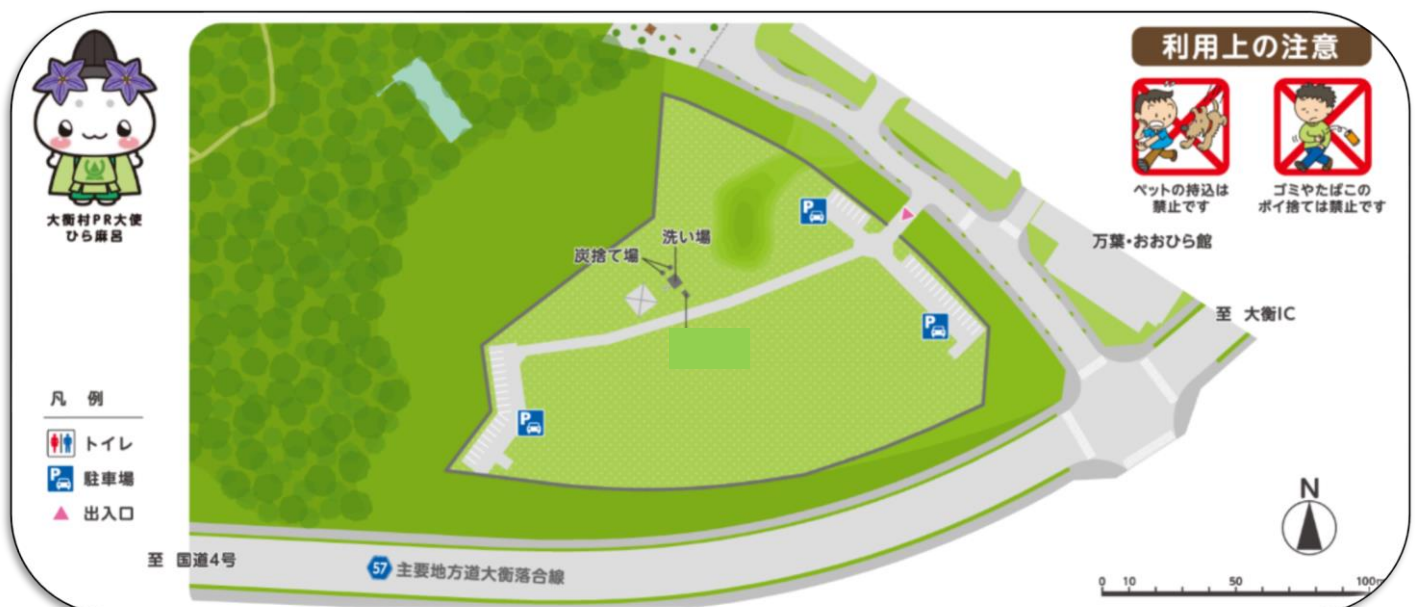 大衡村PR大使
ひら麻呂
利用上の注意
ペットの持込は
禁止です
ゴミやたばこの
ポイ捨ては禁止です
万葉・おおひら館
至 大衡IC
洗い場
炭捨て場
P
P
P
凡 例
トイレ
P 駐車場
出入口
至 国道4号
57 主要地方道大衡落合線
N
0 10 50 100m